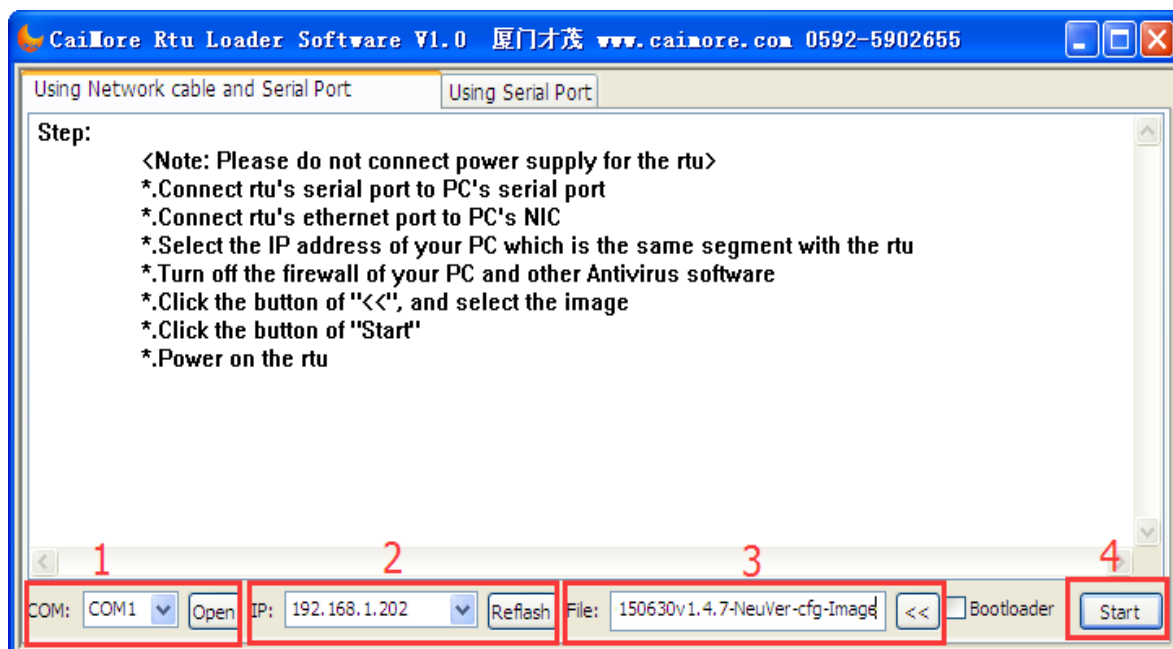 CaiMore Rtu Loader Software V1.0 厦门才茂 www.caimore.com 0592-5902655
Using Network cable and Serial Port Using Serial Port
Step:
<Note: Please do not connect power supply for the rtu>
*.Connect rtu's serial port to PC's serial port
*.Connect rtu's ethernet port to PC's NIC
*.Select the IP address of your PC which is the same segment with the rtu
*.Turn off the firewall of your PC and other Antivirus software
*.Click the button of "<<", and select the image
*.Click the button of "Start"
*.Power on the rtu
1 2 3 4
COM: COM1 Open IP: 192.168.1.202 Reflash File: 150630v1.4.7-NeuVer-cfg-Image << Bootloader Start